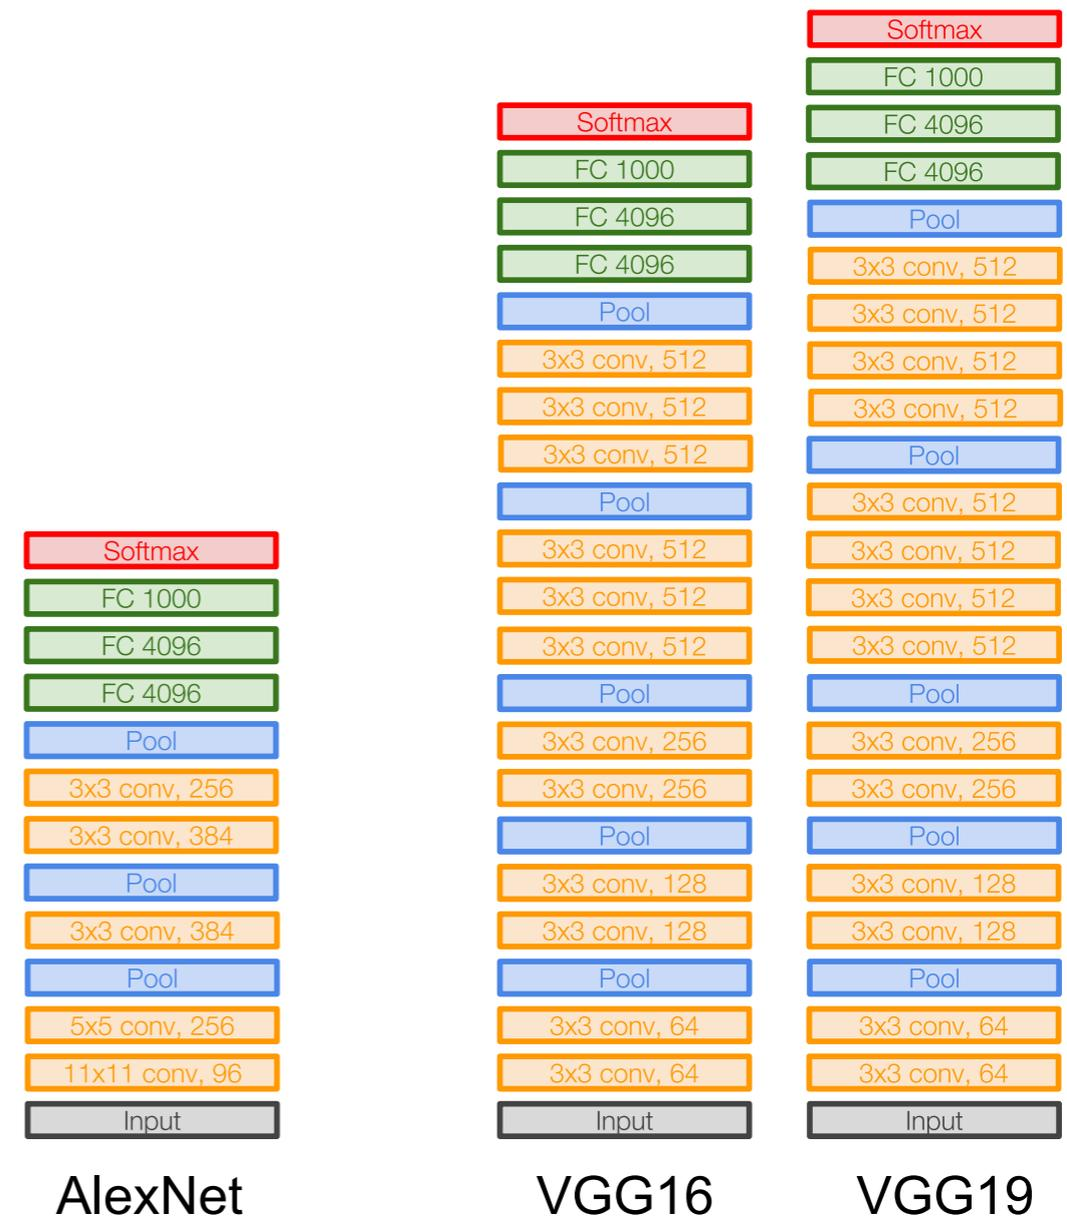 Softmax
FC 1000
FC 4096
FC 4096
Pool
3x3 conv, 256
3x3 conv, 384
Pool
3x3 conv, 384
Pool
5x5 conv, 256
11x11 conv, 96
Input
AlexNet
Softmax
FC 1000
FC 4096
FC 4096
Pool
3x3 conv, 512
3x3 conv, 512
3x3 conv, 512
Pool
3x3 conv, 512
3x3 conv, 512
3x3 conv, 512
Pool
3x3 conv, 256
3x3 conv, 256
Pool
3x3 conv, 128
3x3 conv, 128
Pool
3x3 conv, 64
3x3 conv, 64
Input
VGG16
Softmax
FC 1000
FC 4096
FC 4096
Pool
3x3 conv, 512
3x3 conv, 512
3x3 conv, 512
3x3 conv, 512
Pool
3x3 conv, 512
3x3 conv, 512
3x3 conv, 512
3x3 conv, 512
Pool
3x3 conv, 256
3x3 conv, 256
Pool
3x3 conv, 128
3x3 conv, 128
Pool
3x3 conv, 64
3x3 conv, 64
Input
VGG19